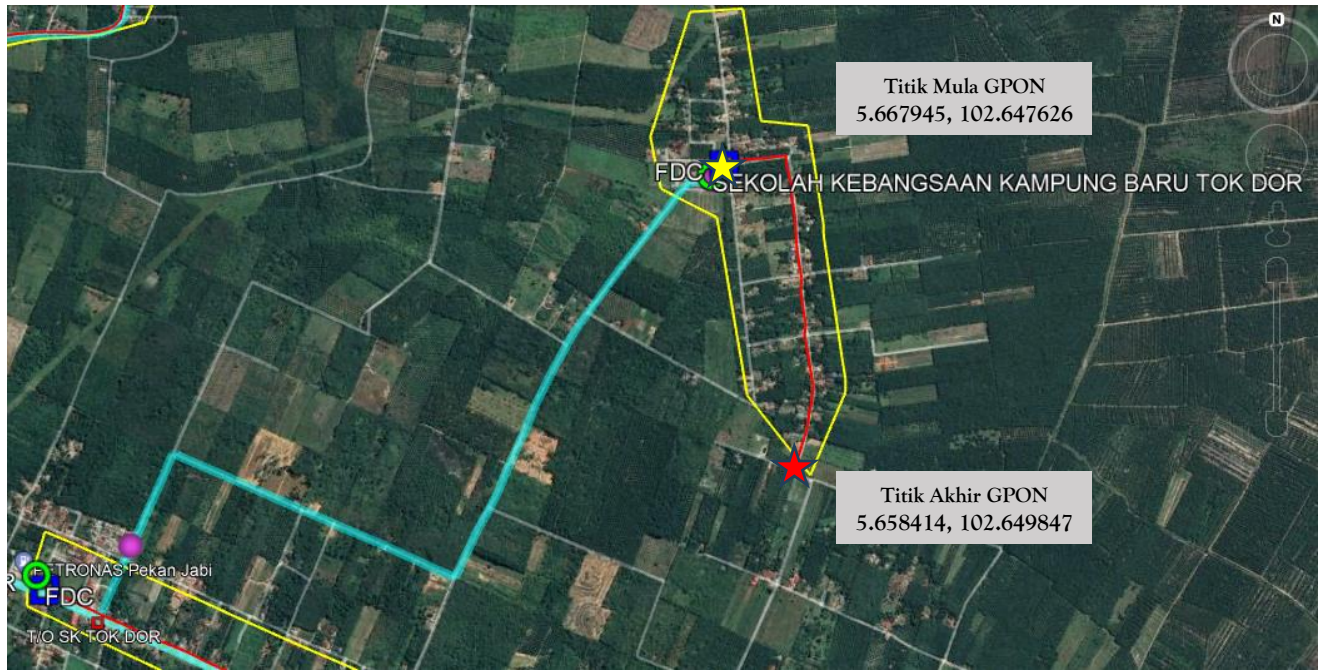 N
Titik Mula GPON
5.667945, 102.647626
FDC
SEKOLAH KEBANGSAAN KAMPUNG BARU TOK DOR
Titik Akhir GPON
5.658414, 102.649847
PETRONAS Pekan Jabi
R
FDC
T/O SK TOK DOR